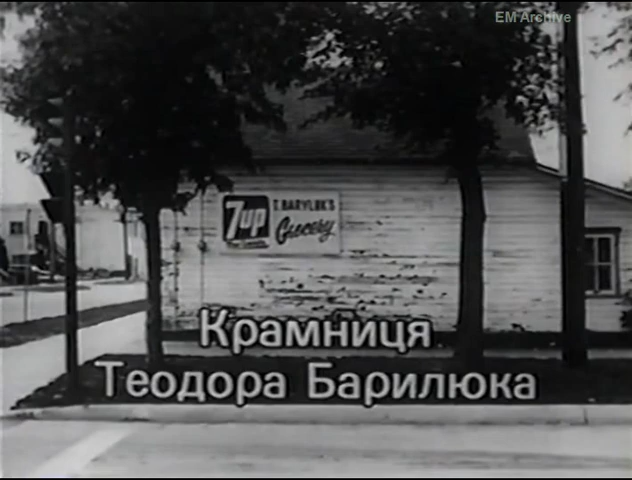 EM Archive
7up T. BARYLUK'S
Grocery
Крамниця
Теодора Барилюка